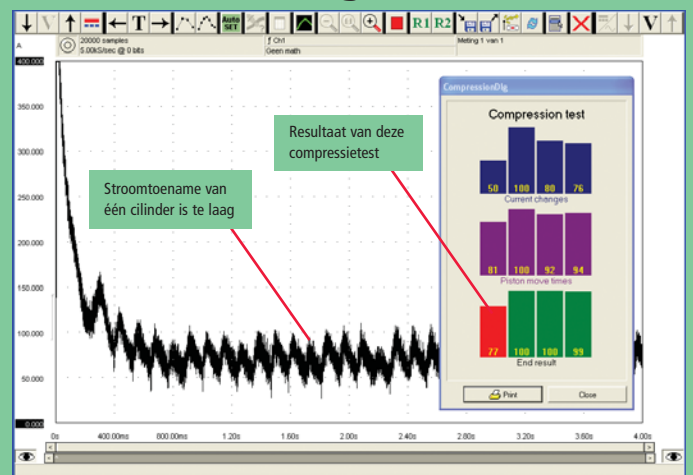 T
Auto
SET
R1 R2
V
A
20000 samples
5.00kS/sec @ 0 bits
ƒ Ch1
Geen math
Meting 1 van 1
400.000
350.000
300.000
250.000
200.000
150.000
100.000
50.000
0.000
0s 400.00ms 800.00ms 1.20s 1.60s 2.00s 2.40s 2.80s 3.20s 3.60s 4.00s
Stroomtoename van
één cilinder is te laag
Resultaat van deze
compressietest
CompressionDlg
Compression test
50 100 80 76
Current changes
81 100 92 94
Piston move times
77 100 100 99
End result
Print Close